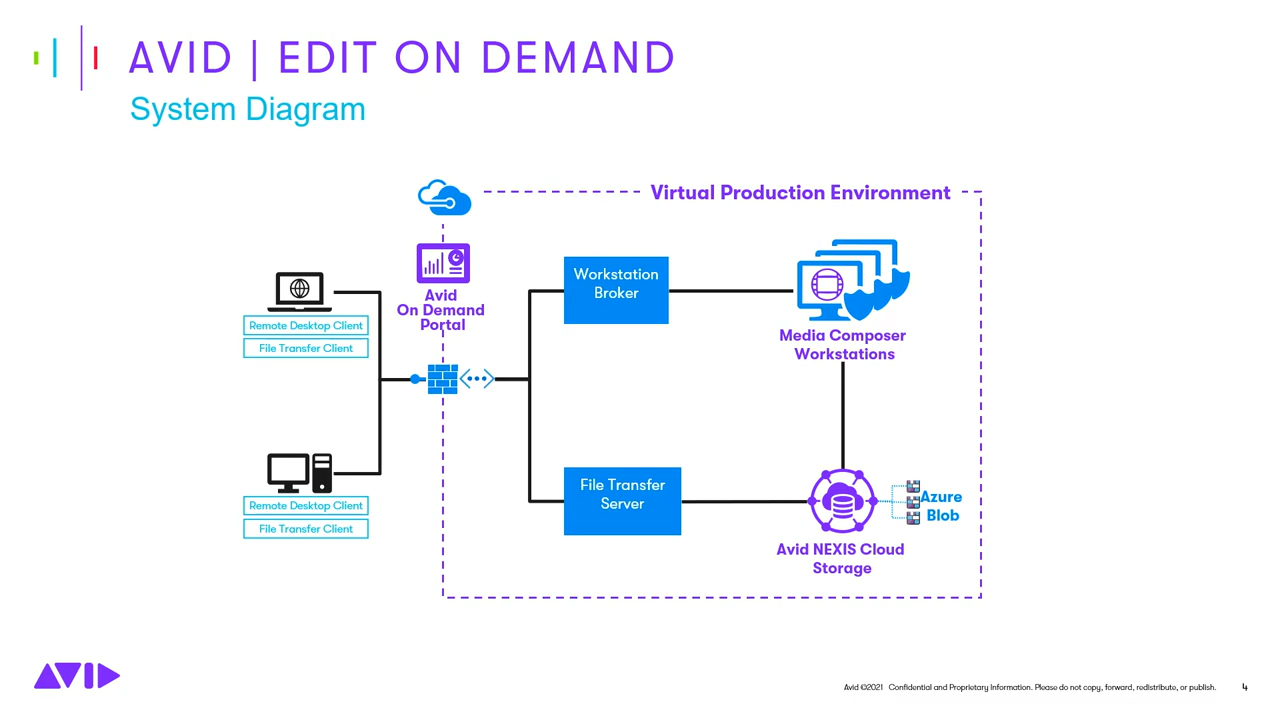 AVID | EDIT ON DEMAND
System Diagram
Virtual Production Environment
Avid
On Demand
Portal
Workstation
Broker
Media Composer
Workstations
Remote Desktop Client
File Transfer Client
Remote Desktop Client
File Transfer Client
File Transfer
Server
Azure
Blob
Avid NEXIS Cloud
Storage
AVID
Avid ©2021 Confidential and Proprietary Information. Please do not copy, forward, redistribute, or publish.
4